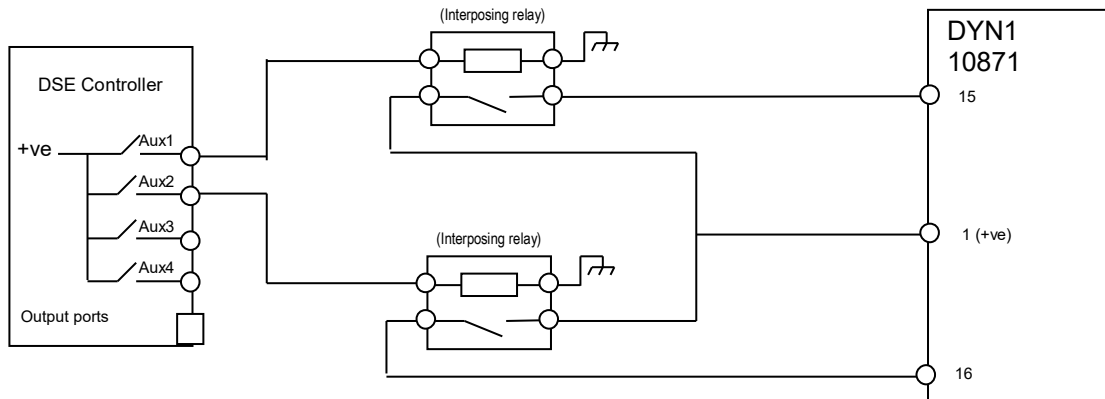 (Interposing relay)
DYN1
10871
DSE Controller
15
+ve
Aux1
Aux2
Aux3
Aux4
(Interposing relay)
1 (+ve)
Output ports
16